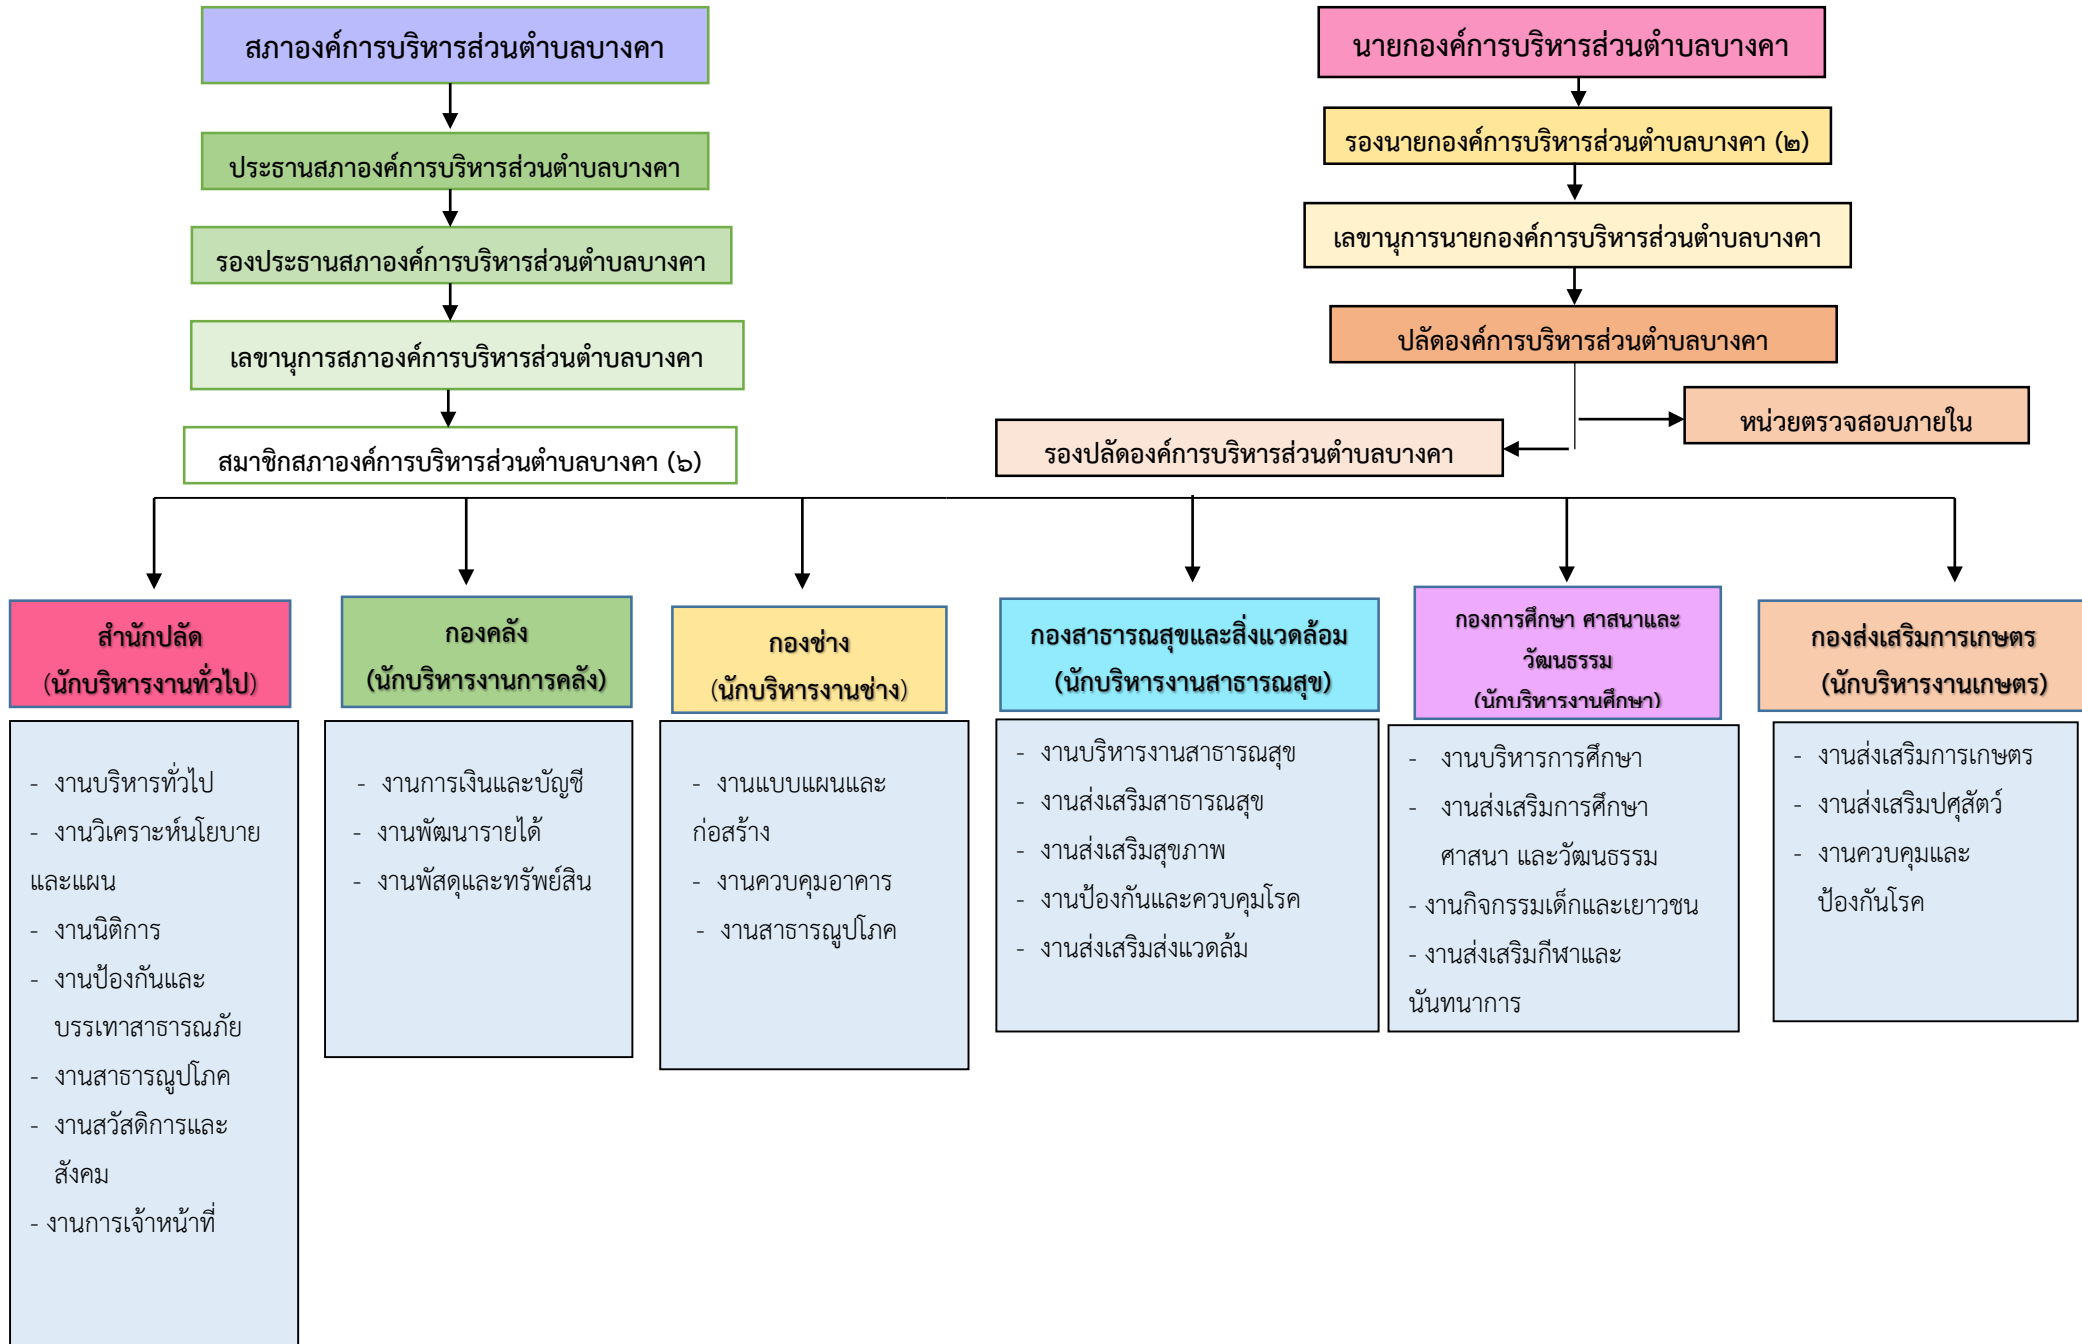 สภาองค์การบริหารส่วนตำบลบางคา
ประธานสภาองค์การบริหารส่วนตำบลบางคา
รองประธานสภาองค์การบริหารส่วนตำบลบางคา
เลขานุการสภาองค์การบริหารส่วนตำบลบางคา
สมาชิกสภาองค์การบริหารส่วนตำบลบางคา (๖)
นายกองค์การบริหารส่วนตำบลบางคา
รองนายกองค์การบริหารส่วนตำบลบางคา (๒)
เลขานุการนายกองค์การบริหารส่วนตำบลบางคา
ปลัดองค์การบริหารส่วนตำบลบางคา
หน่วยตรวจสอบภายใน
รองปลัดองค์การบริหารส่วนตำบลบางคา
สำนักปลัด
(นักบริหารงานทั่วไป)
- งานบริหารทั่วไป
- งานวิเคราะห์นโยบาย
และแผน
- งานนิติการ
- งานป้องกันและ
บรรเทาสาธารณภัย
- งานสาธารณูปโภค
- งานสวัสดิการและ
สังคม
- งานการเจ้าหน้าที่
กองคลัง
(นักบริหารงานการคลัง)
- งานการเงินและบัญชี
- งานพัฒนารายได้
- งานพัสดุและทรัพย์สิน
กองช่าง
(นักบริหารงานช่าง)
- งานแบบแผนและ
ก่อสร้าง
- งานควบคุมอาคาร
- งานสาธารณูปโภค
กองสาธารณสุขและสิ่งแวดล้อม
(นักบริหารงานสาธารณสุข)
- งานบริหารงานสาธารณสุข
- งานส่งเสริมสาธารณสุข
- งานส่งเสริมสุขภาพ
- งานป้องกันและควบคุมโรค
- งานส่งเสริมส่งแวดล้ม
กองการศึกษา ศาสนาและ
วัฒนธรรม
(นักบริหารงานศึกษา)
- งานบริหารการศึกษา
- งานส่งเสริมการศึกษา
ศาสนา และวัฒนธรรม
- งานกิจกรรมเด็กและเยาวชน
- งานส่งเสริมกีฬาและ
นันทนาการ
กองส่งเสริมการเกษตร
(นักบริหารงานเกษตร)
- งานส่งเสริมการเกษตร
- งานส่งเสริมปศุสัตว์
- งานควบคุมและ
ป้องกันโรค